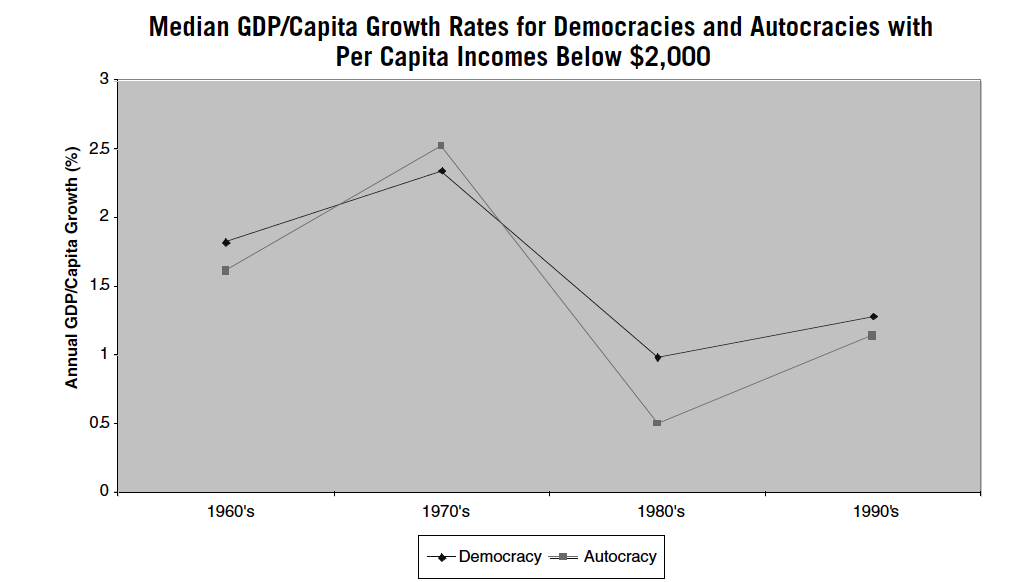 Median GDP/Capita Growth Rates for Democracies and Autocracies with
Per Capita Incomes Below $2,000
Annual GDP/Capita Growth (%)
3
2.5
2
1.5
1
0.5
0
1960's
1970's
1980's
1990's
Democracy
Autocracy